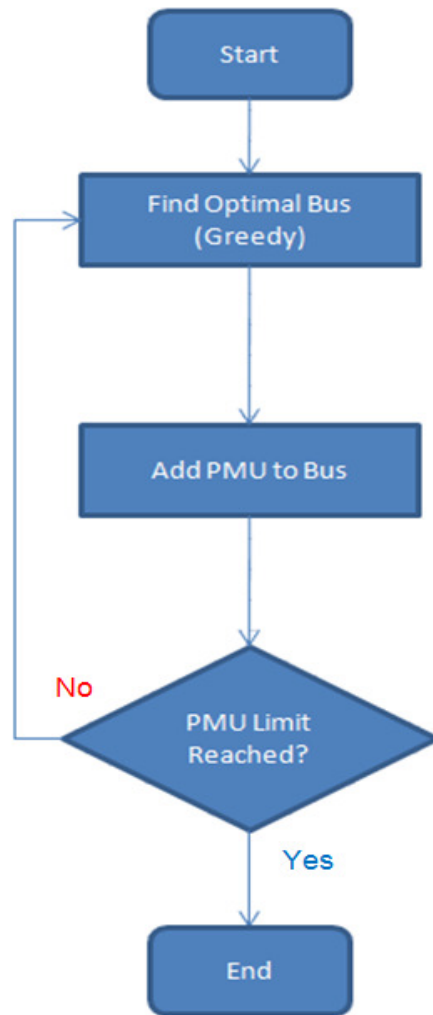 Start
Find Optimal Bus
(Greedy)
Add PMU to Bus
No
PMU Limit
Reached?
Yes
End